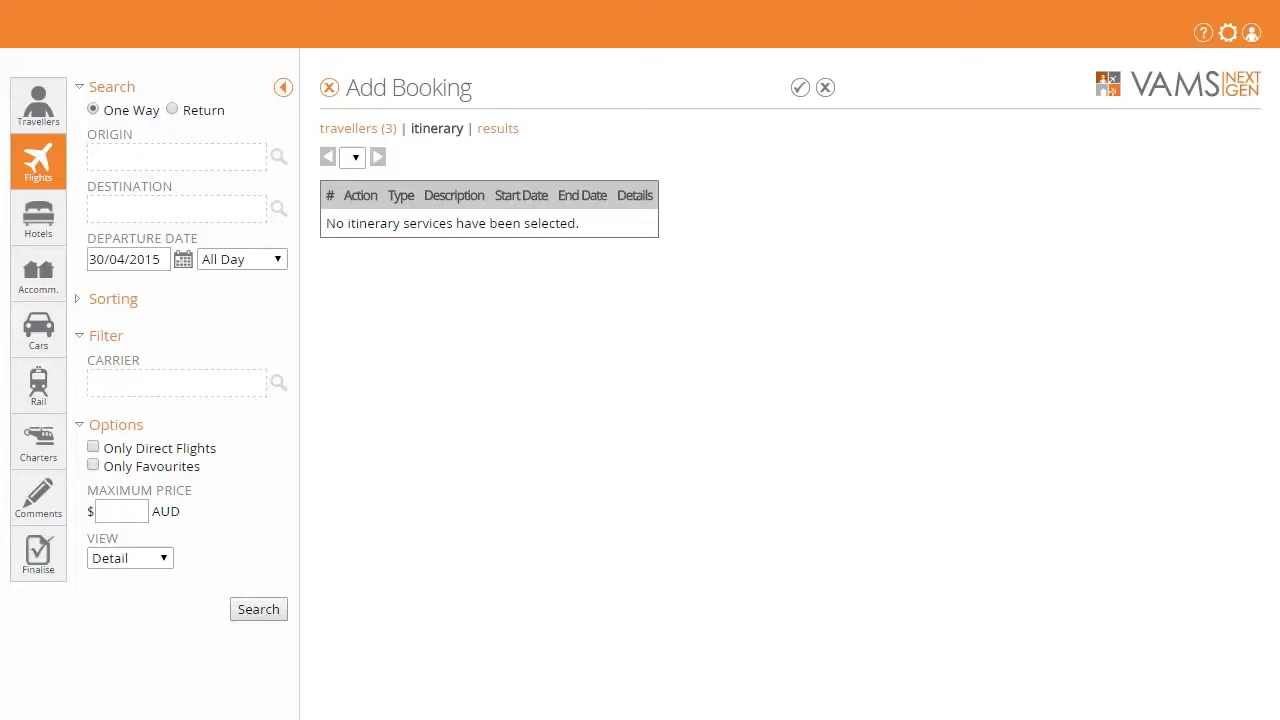 ?
Travellers
Flights
Hotels
Accomm.
Cars
Rail
Charters
Comments
Finalise
Search
One Way Return
ORIGIN
DESTINATION
DEPARTURE DATE
30/04/2015 All Day
Sorting
Filter
CARRIER
Options
Only Direct Flights
Only Favourites
MAXIMUM PRICE
$ AUD
VIEW
Detail
Search
Add Booking
VAMS NEXT GEN
travellers (3) | itinerary | results
# Action Type Description Start Date End Date Details
No itinerary services have been selected.